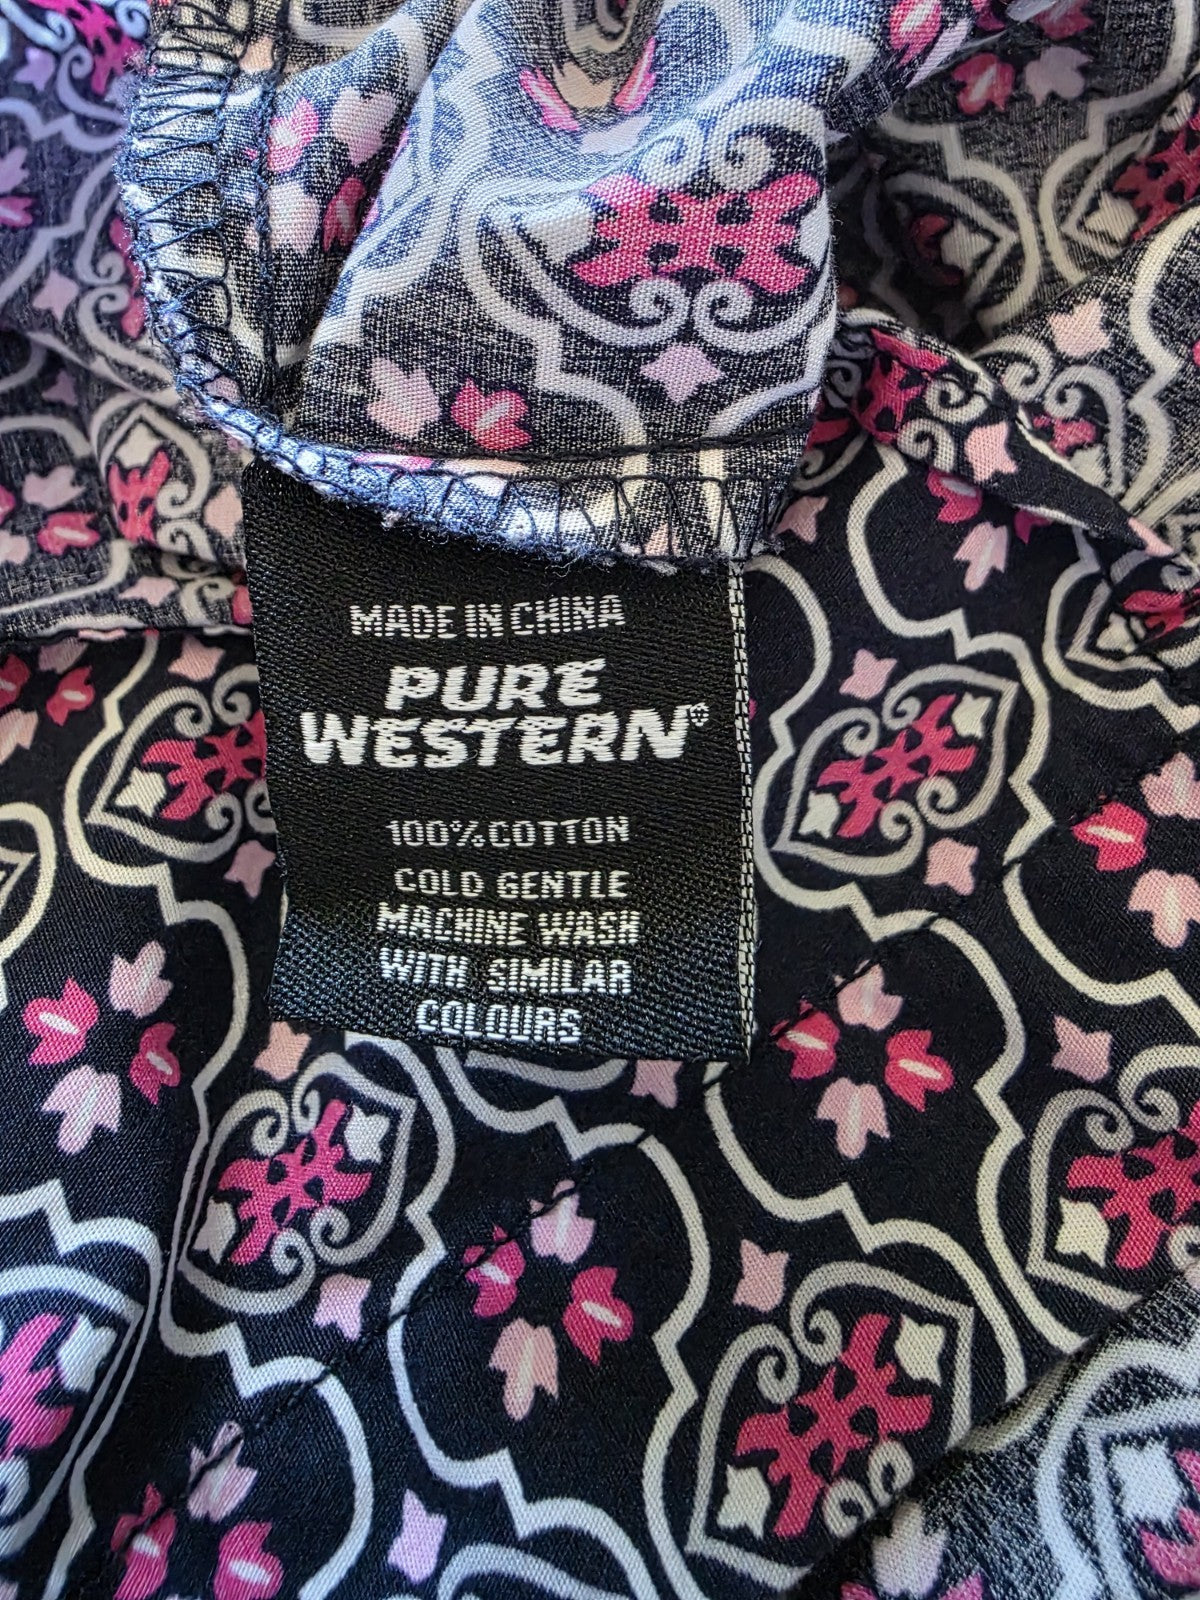 MADE IN CHINA
PURE
WESTERN®
100% COTTON
COLD GENTLE
MACHINE WASH
WITH SIMILAR
COLOURS